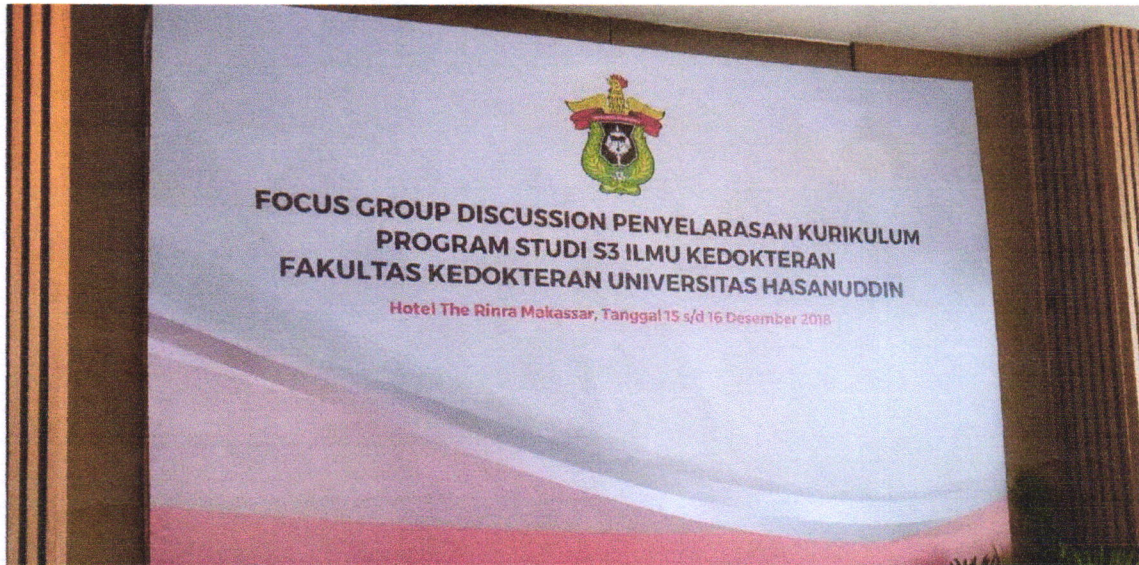 FOCUS GROUP DISCUSSION PENYELARASAN KURIKULUM
PROGRAM STUDI S3 ILMU KEDOKTERAN
FAKULTAS KEDOKTERAN UNIVERSITAS HASANUDDIN
Hotel The Rinra Makassar, Tanggal 15 s/d 16 Desember 2018